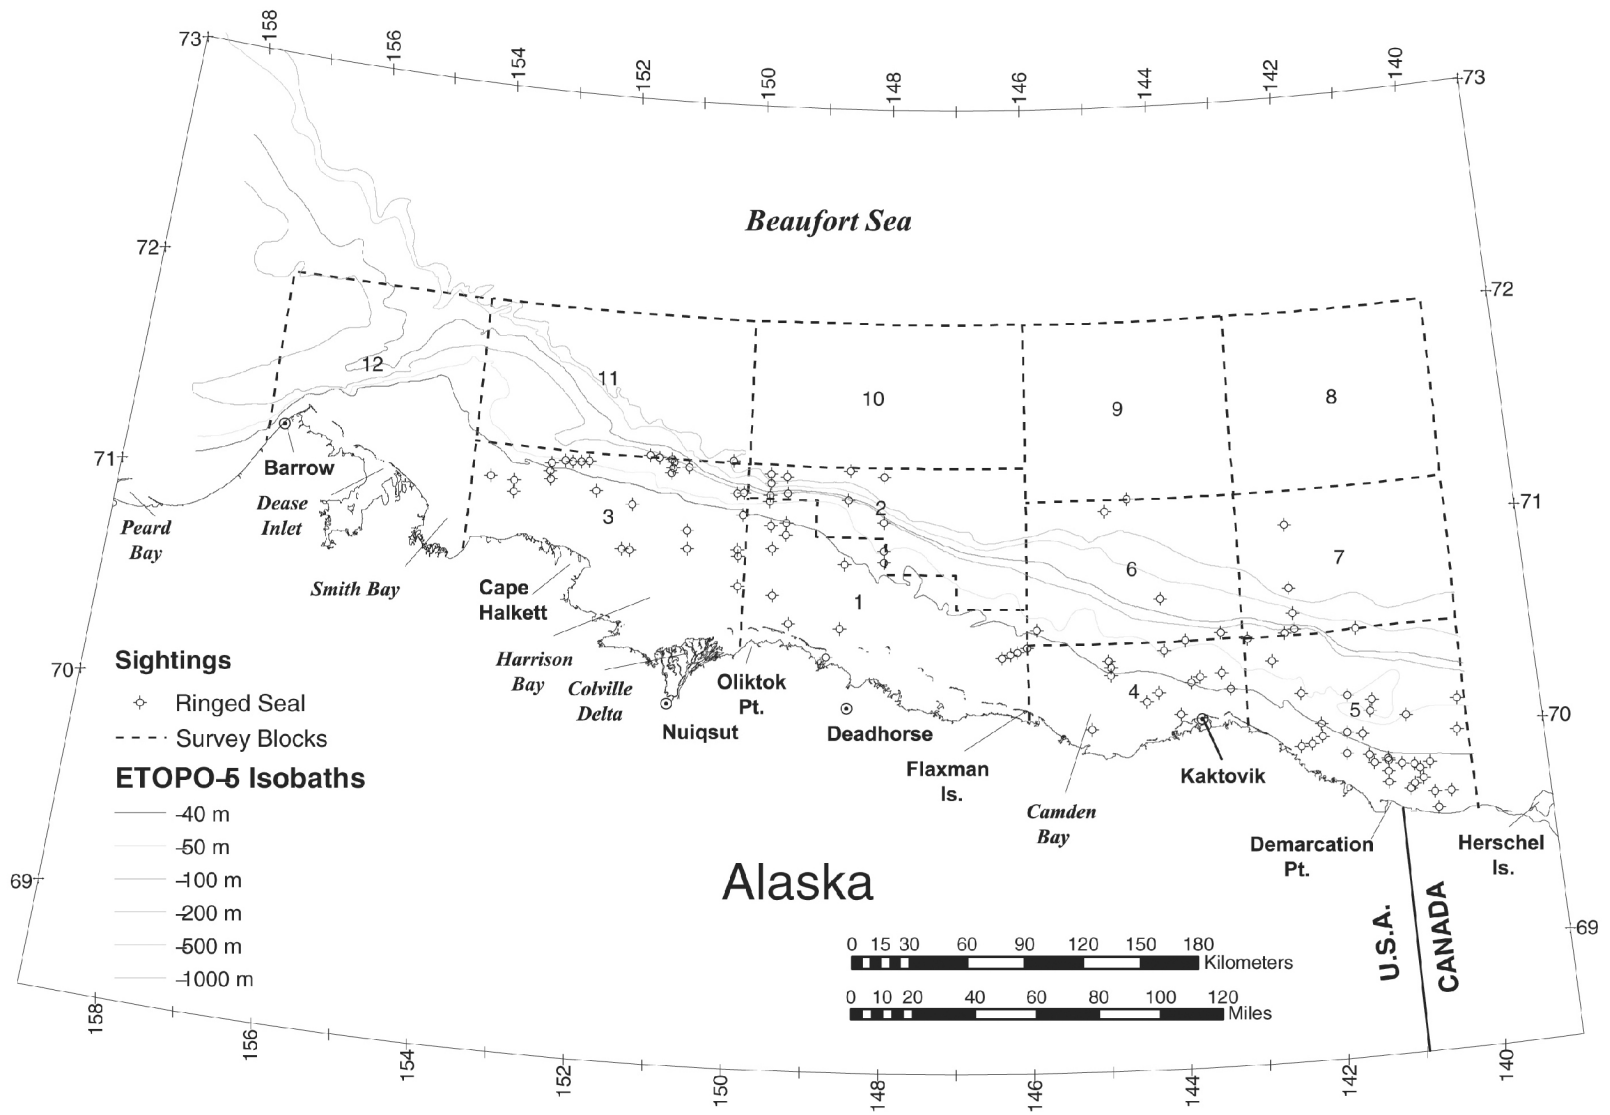 158
156
154
152
150
148
146
144
142
140
73
73
Beaufort Sea
72
72
12
11
10
9
8
71
71
Barrow
Dease
Inlet
Peard
Bay
Smith Bay
Cape
Halkett
3
2
1
6
7
4
5
Harrison
Bay
Colville
Delta
Nuiqsut
Oliktok
Pt.
Deadhorse
Flaxman
Is.
Camden
Bay
Kaktovik
Demarcation
Pt.
Herschel
Is.
70
70
Sightings
Ringed Seal
Survey Blocks
ETOPO-5 Isobaths
-40 m
-50 m
-100 m
-200 m
-500 m
-1000 m
Alaska
U.S.A.
CANADA
69
69
0 15 30 60 90 120 150 180
Kilometers
0 10 20 40 60 80 100 120
Miles
158
156
154
152
150
148
146
144
142
140